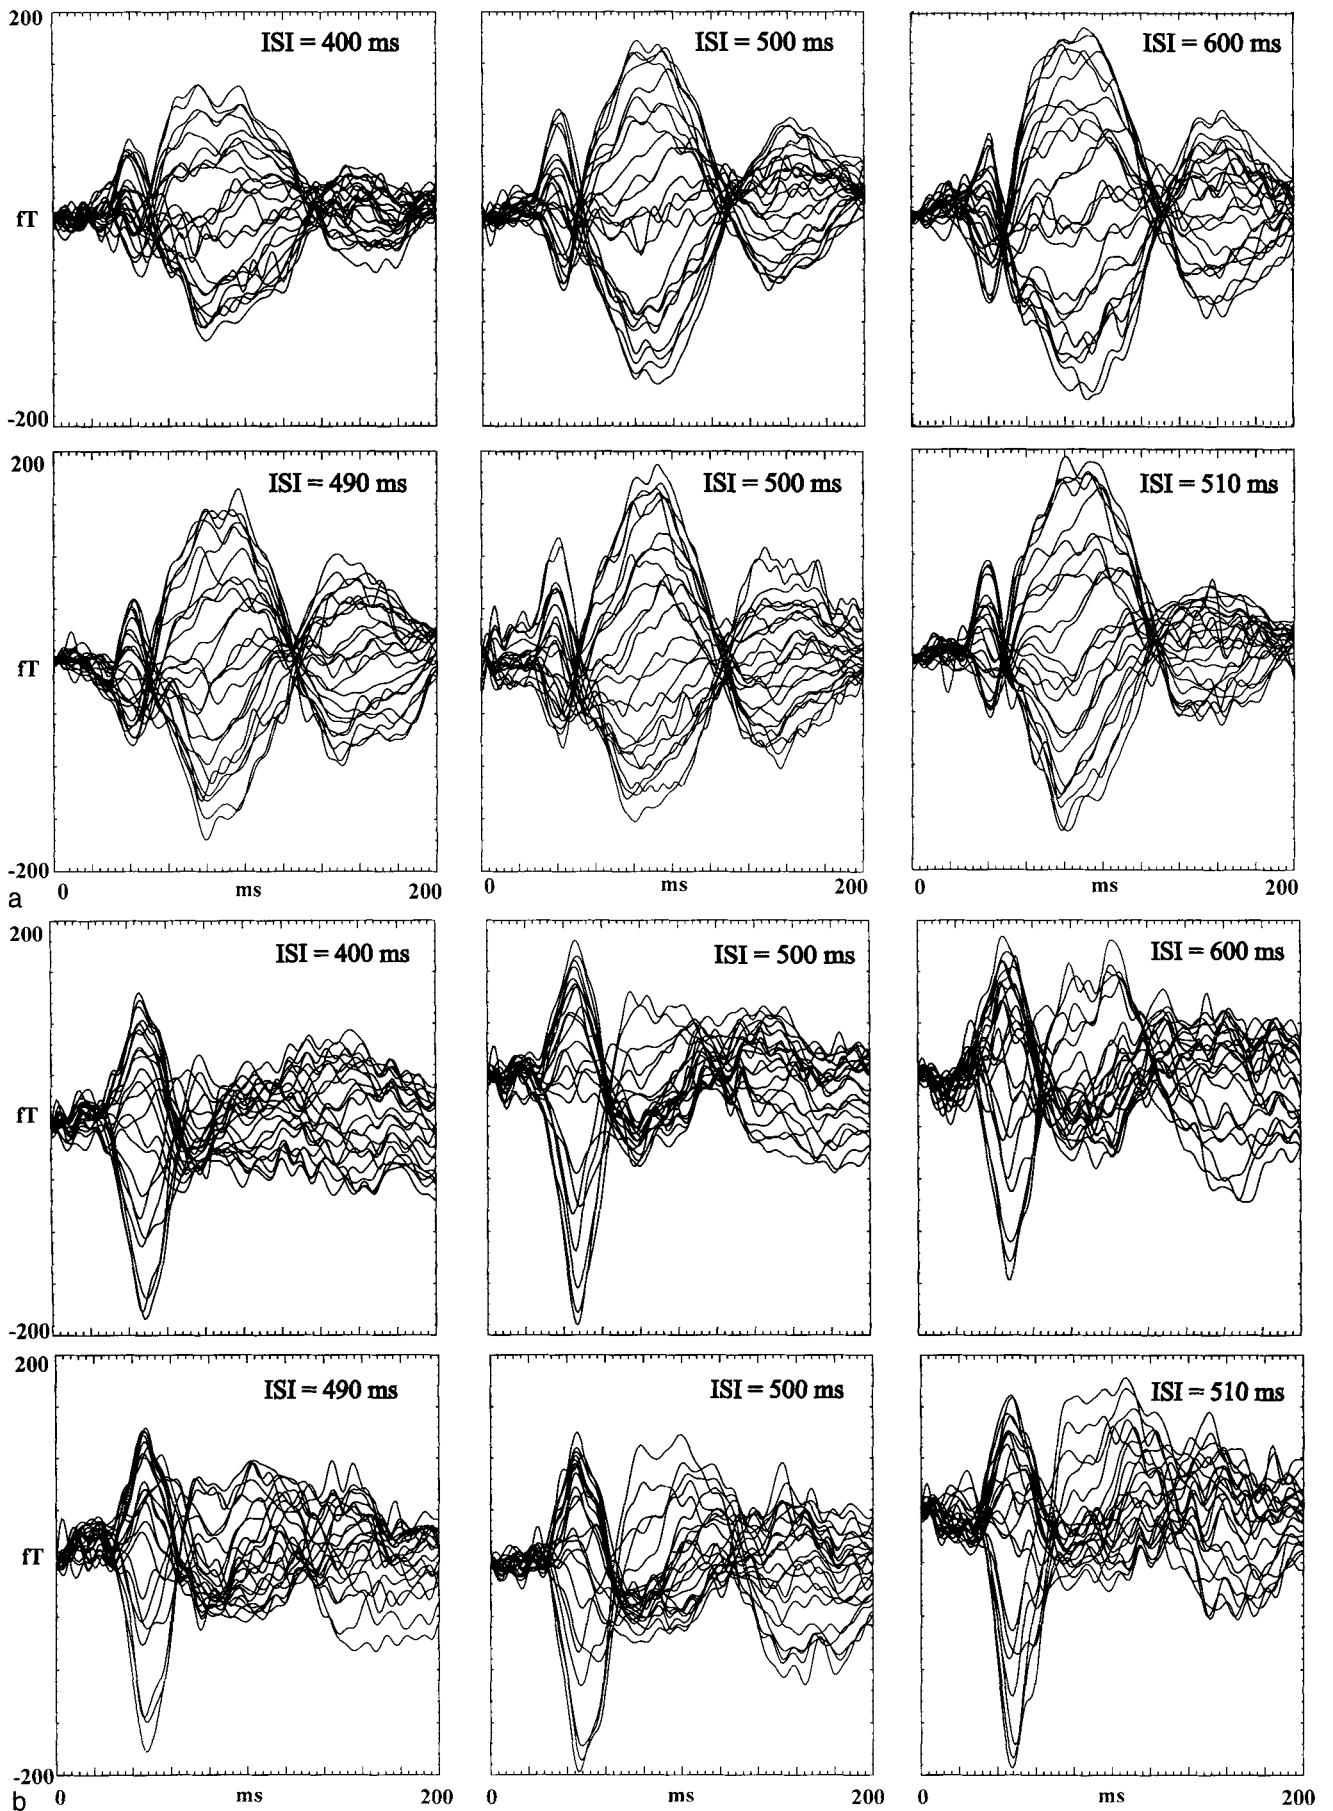 200
ISI = 400 ms
ISI = 500 ms
ISI = 600 ms
fT
-200
200
ISI = 490 ms
ISI = 500 ms
ISI = 510 ms
fT
-200
a
0 ms 200
0 ms 200
0 ms 200
200
ISI = 400 ms
ISI = 500 ms
ISI = 600 ms
fT
-200
200
ISI = 490 ms
ISI = 500 ms
ISI = 510 ms
fT
-200
b
0 ms 200
0 ms 200
0 ms 200